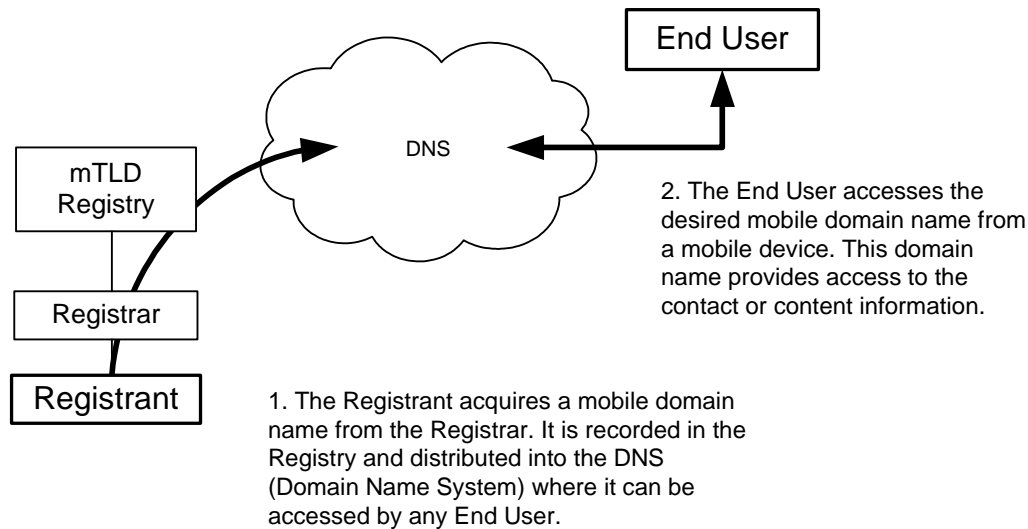 End User
DNS
mTLD
Registry
Registrar
Registrant
2. The End User accesses the
desired mobile domain name from
a mobile device. This domain
name provides access to the
contact or content information.
1. The Registrant acquires a mobile domain
name from the Registrar. It is recorded in the
Registry and distributed into the DNS
(Domain Name System) where it can be
accessed by any End User.